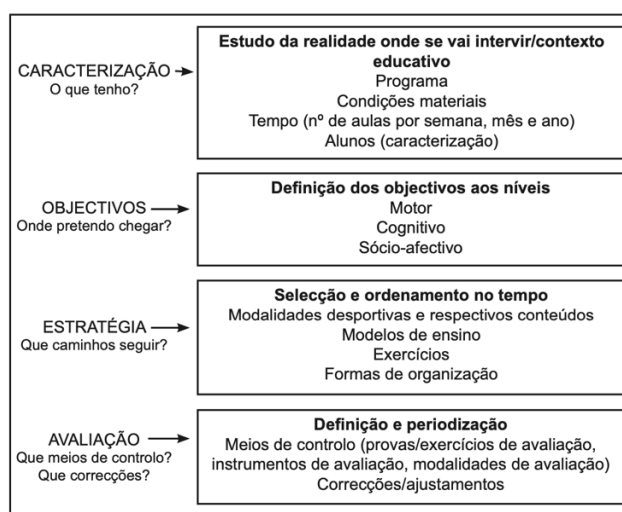 CARACTERIZAÇÃO
O que tenho?
Estudo da realidade onde se vai intervir/contexto
educativo
Programa
Condições materiais
Tempo (nº de aulas por semana, mês e ano)
Alunos (caracterização)
OBJECTIVOS
Onde pretendo chegar?
Definição dos objectivos aos níveis
Motor
Cognitivo
Sócio-afectivo
ESTRATÉGIA
Que caminhos seguir?
Selecção e ordenamento no tempo
Modalidades desportivas e respectivos conteúdos
Modelos de ensino
Exercícios
Formas de organização
AVALIAÇÃO
Que meios de controlo?
Que correcções?
Definição e periodização
Meios de controlo (provas/exercícios de avaliação,
instrumentos de avaliação, modalidades de avaliação)
Correcções/ajustamentos